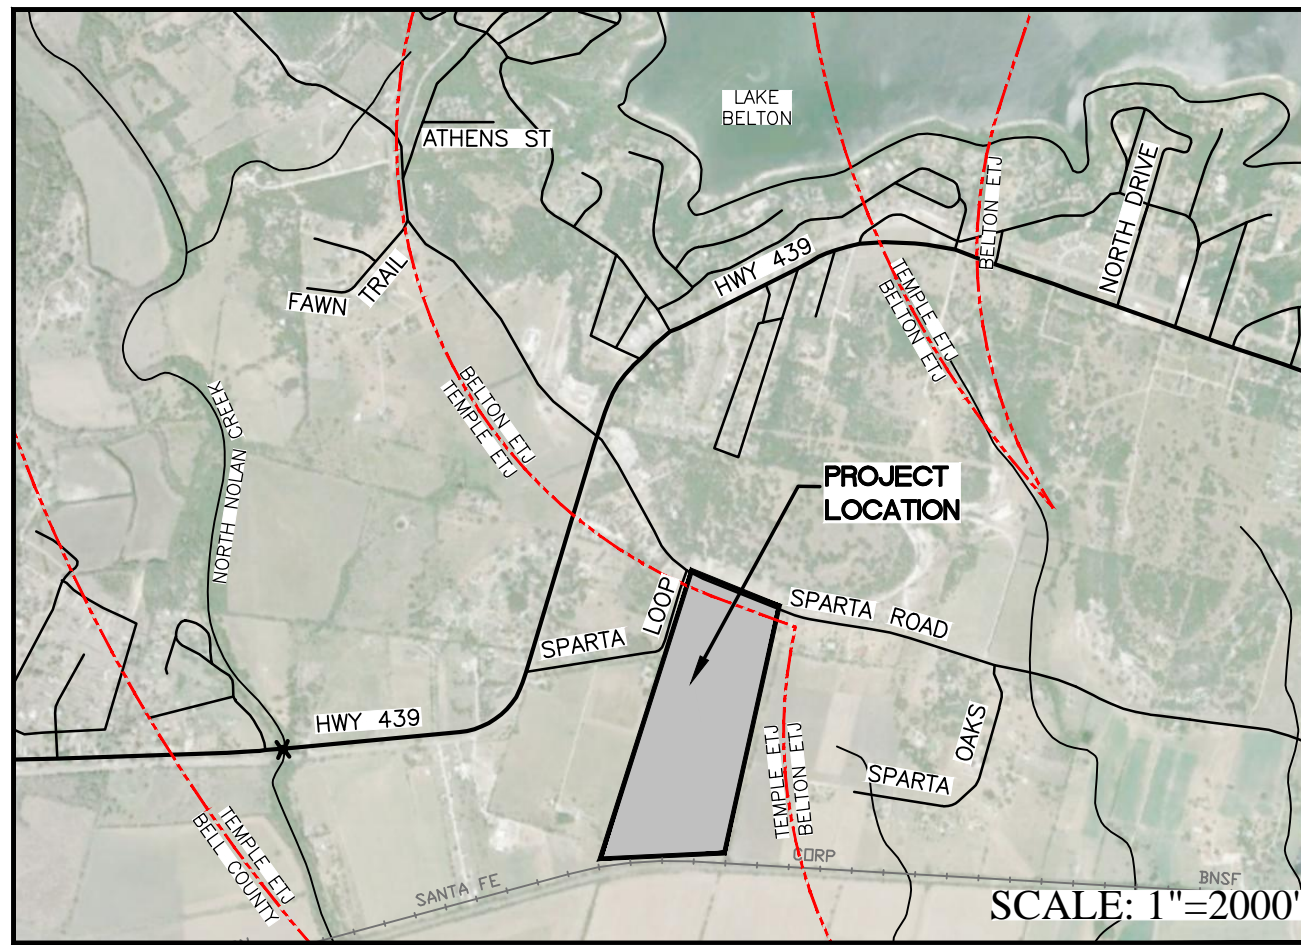 LAKE
BELTON
ATHENS ST
NORTH DRIVE
BELTON ETJ
HWY 439
FAWN TRAIL
TEMPLE ETJ
BELTON ETJ
NORTH NOLAN CREEK
BELTON ETJ
TEMPLE ETJ
PROJECT
LOCATION
SPARTA LOOP
SPARTA ROAD
HWY 439
SPARTA OAKS
TEMPLE ETJ
BELTON ETJ
TEMPLE ETJ
BELL COUNTY
SANTA FE
CORP
BNSF
SCALE: 1"=2000'